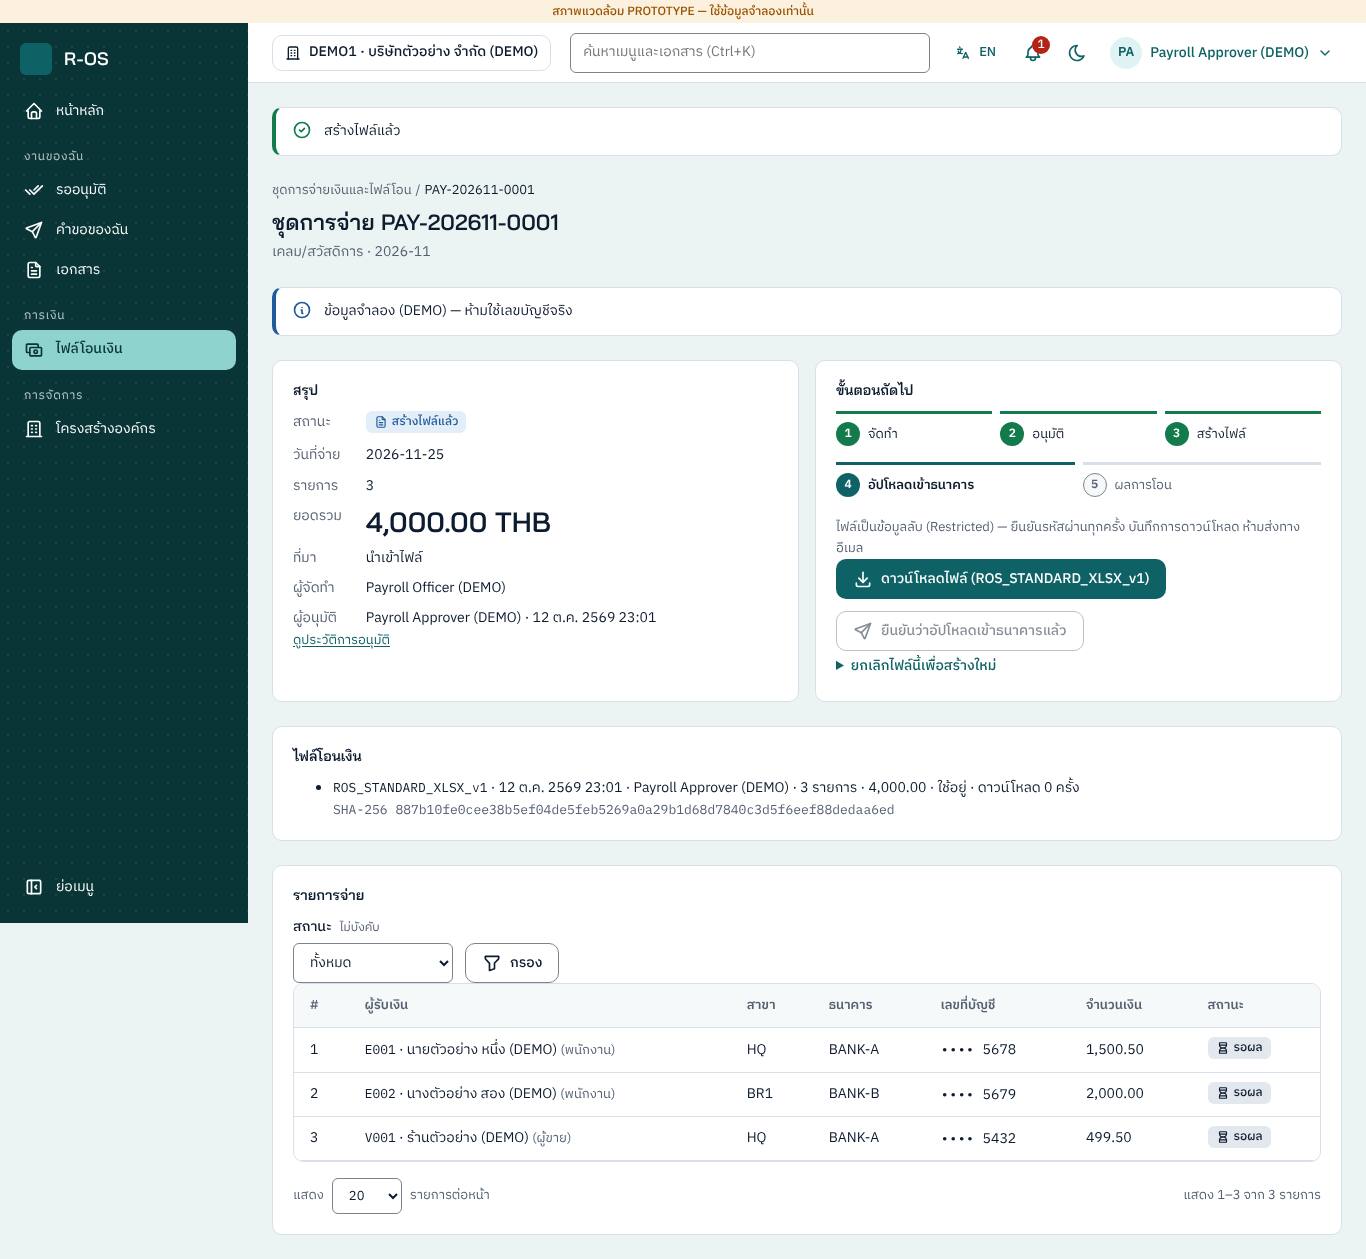 สภาพแวดล้อม PROTOTYPE — ใช้ข้อมูลจำลองเท่านั้น
R-OS
หน้าหลัก
งานของฉัน
รออนุมัติ
คำขอของฉัน
เอกสาร
การเงิน
ไฟล์โอนเงิน
การจัดการ
โครงสร้างองค์กร
ย่อเมนู
DEMO1 · บริษัทตัวอย่าง จำกัด (DEMO)
ค้นหาเมนูและเอกสาร (Ctrl+K)
EN
1
PA
Payroll Approver (DEMO)
สร้างไฟล์แล้ว
ชุดการจ่ายเงินและไฟล์โอน / PAY-202611-0001
ชุดการจ่าย PAY-202611-0001
เคลม/สวัสดิการ · 2026-11
ข้อมูลจำลอง (DEMO) — ห้ามใช้เลขบัญชีจริง
สรุป
สถานะ สร้างไฟล์แล้ว
วันที่จ่าย 2026-11-25
รายการ 3
ยอดรวม 4,000.00 THB
ที่มา นำเข้าไฟล์
ผู้จัดทำ Payroll Officer (DEMO)
ผู้อนุมัติ Payroll Approver (DEMO) · 12 ต.ค. 2569 23:01
ดูประวัติการอนุมัติ
ขั้นตอนถัดไป
1 จัดทำ 2 อนุมัติ 3 สร้างไฟล์
4 อัปโหลดเข้าธนาคาร 5 ผลการโอน
ไฟล์เป็นข้อมูลลับ (Restricted) — ยืนยันรหัสผ่านทุกครั้ง บันทึกการดาวน์โหลด ห้ามส่งทาง
อีเมล
ดาวน์โหลดไฟล์ (ROS_STANDARD_XLSX_v1)
ยืนยันว่าอัปโหลดเข้าธนาคารแล้ว
▶ ยกเลิกไฟล์นี้เพื่อสร้างใหม่
ไฟล์โอนเงิน
• ROS_STANDARD_XLSX_v1 · 12 ต.ค. 2569 23:01 · Payroll Approver (DEMO) · 3 รายการ · 4,000.00 · ใช้อยู่ · ดาวน์โหลด 0 ครั้ง
SHA-256 887b10fe0cee38b5ef04de5feb5269a0a29b1d68d7840c3d5f6eef88dedaa6ed
รายการจ่าย
สถานะ ไม่บังคับ
ทั้งหมด กรอง
# ผู้รับเงิน สาขา ธนาคาร เลขที่บัญชี จำนวนเงิน สถานะ
1 E001 · นายตัวอย่าง หนึ่ง (DEMO) (พนักงาน) HQ BANK-A •••• 5678 1,500.50 รอผล
2 E002 · นางตัวอย่าง สอง (DEMO) (พนักงาน) BR1 BANK-B •••• 5679 2,000.00 รอผล
3 V001 · ร้านตัวอย่าง (DEMO) (ผู้ขาย) HQ BANK-A •••• 5432 499.50 รอผล
แสดง 20 รายการต่อหน้า แสดง 1–3 จาก 3 รายการ